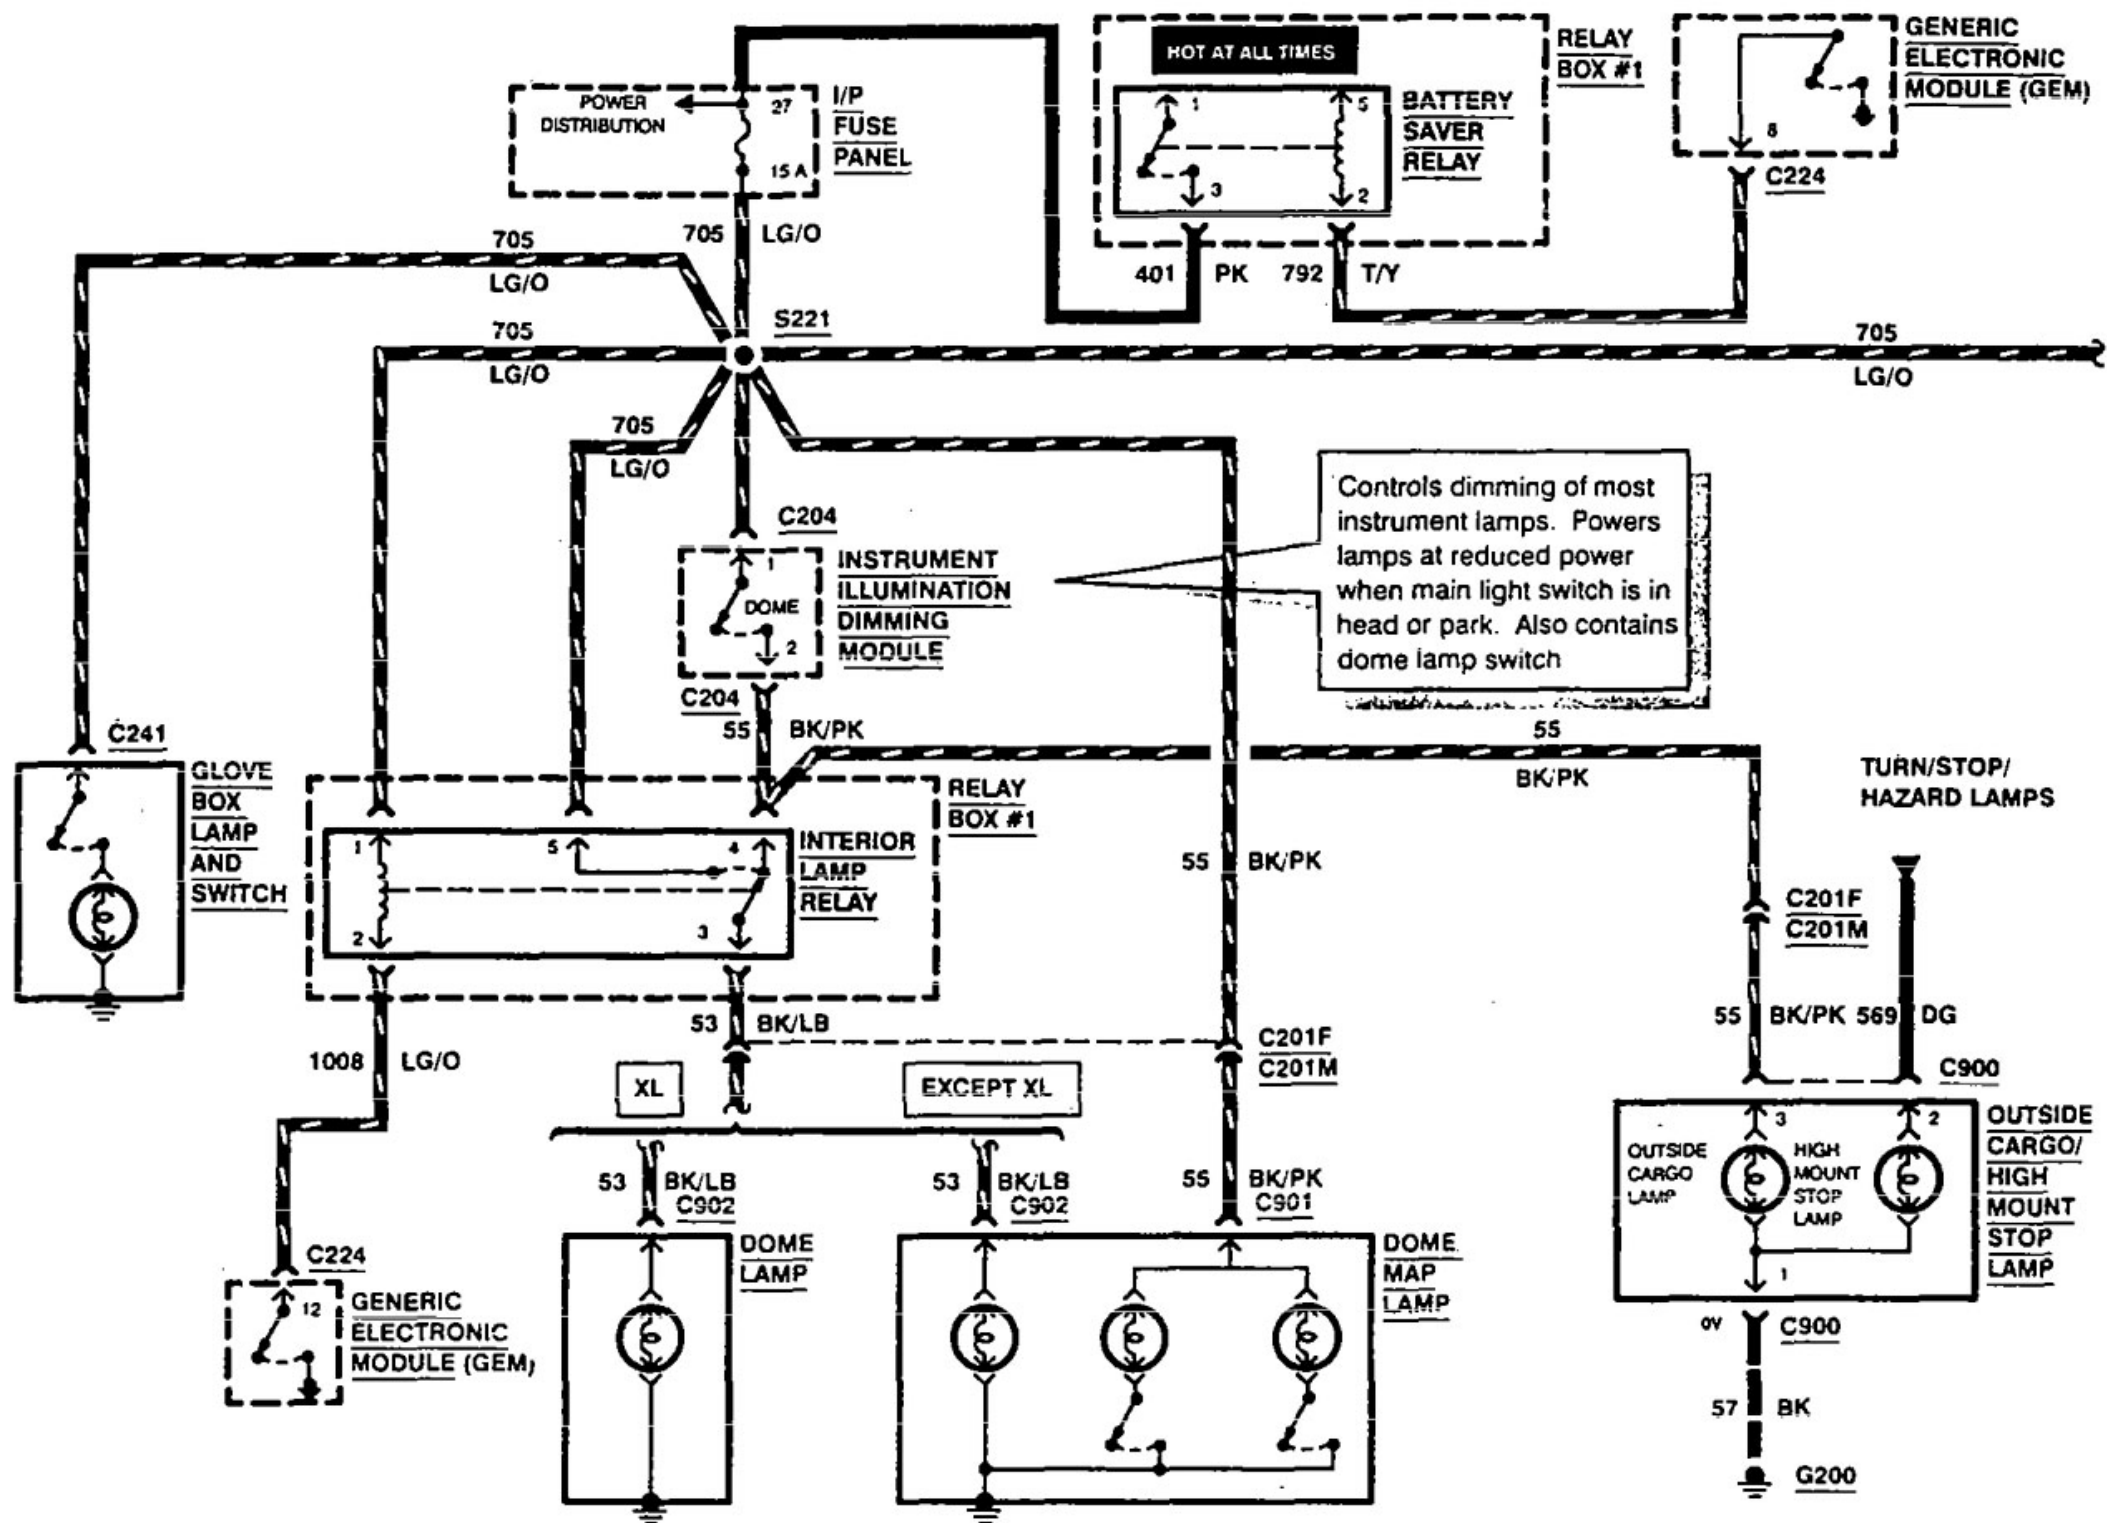 HOT AT ALL TIMES
RELAY
BOX #1
GENERIC
ELECTRONIC
MODULE (GEM)
POWER
DISTRIBUTION
27
15 A
I/P
FUSE
PANEL
1
5
3
2
BATTERY
SAVER
RELAY
8
C224
705
LG/O
705
LG/O
401
PK
792
T/Y
S221
705
LG/O
705
LG/O
705
LG/O
C204
1
DOME
2
INSTRUMENT
ILLUMINATION
DIMMING
MODULE
C204
Controls dimming of most
instrument lamps. Powers
lamps at reduced power
when main light switch is in
head or park. Also contains
dome lamp switch
55
BK/PK
55
BK/PK
C241
GLOVE
BOX
LAMP
AND
SWITCH
RELAY
BOX #1
1
5
4
2
3
INTERIOR
LAMP
RELAY
55
BK/PK
TURN/STOP/
HAZARD LAMPS
C201F
C201M
53
BK/LB
55
BK/PK
569
DG
1008
LG/O
C201F
C201M
XL
EXCEPT XL
C900
53
BK/LB
C902
53
BK/LB
C902
55
BK/PK
C901
3
2
OUTSIDE
CARGO
LAMP
HIGH
MOUNT
STOP
LAMP
1
OUTSIDE
CARGO/
HIGH
MOUNT
STOP
LAMP
C224
12
GENERIC
ELECTRONIC
MODULE (GEM)
DOME
LAMP
DOME
MAP
LAMP
0V
C900
57
BK
G200